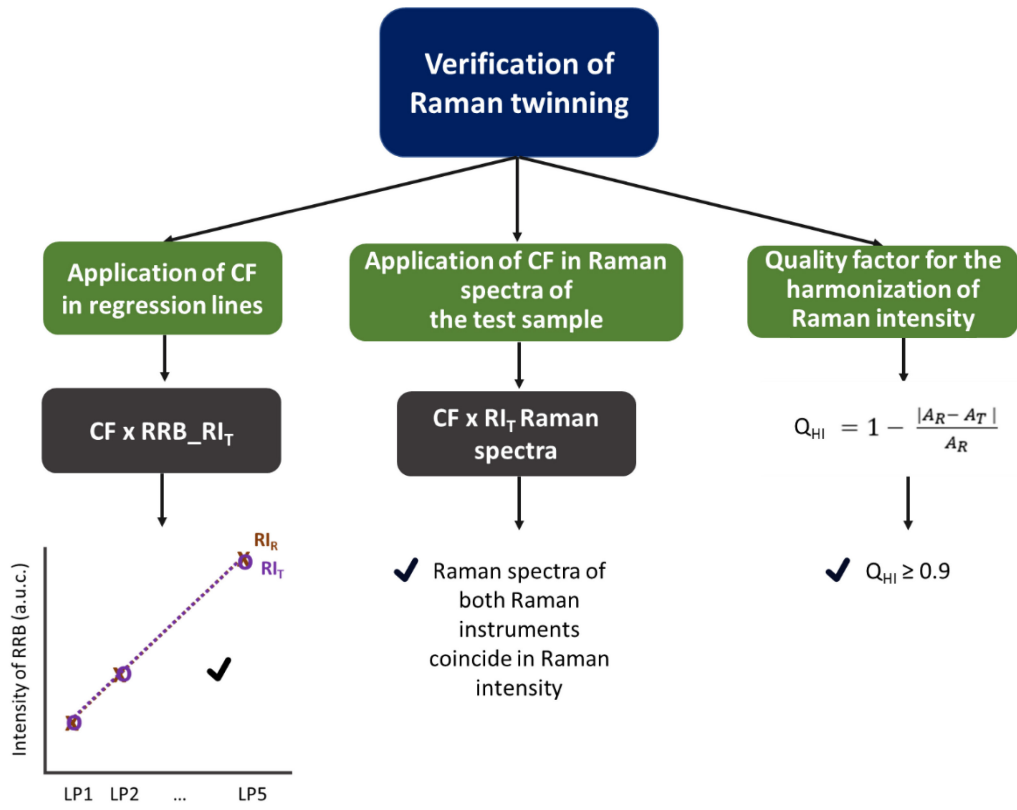 Verification of
Raman twinning
Application of CF
in regression lines
CF x RRB_RI_T
Intensity of RRB (a.u.c.)
RI_R
RI_T
LP1 LP2 ... LP5
Application of CF in Raman
spectra of
the test sample
CF x RI_T Raman
spectra
✓ Raman spectra of
both Raman
instruments
coincide in Raman
intensity
Quality factor for the
harmonization of
Raman intensity
Q_HI = 1 - |A_R - A_T| / A_R
✓ Q_HI ≥ 0.9